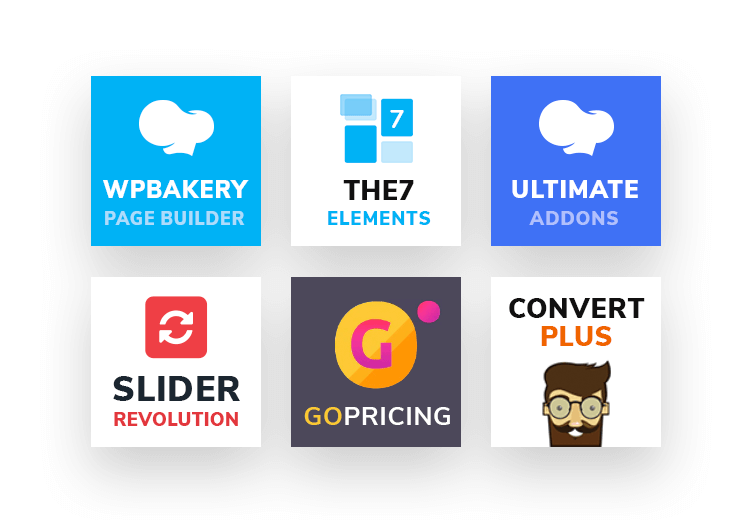 WPBAKERY
PAGE BUILDER
7
THE7
ELEMENTS
ULTIMATE
ADDONS
SLIDER
REVOLUTION
G
GOPRICING
CONVERT
PLUS